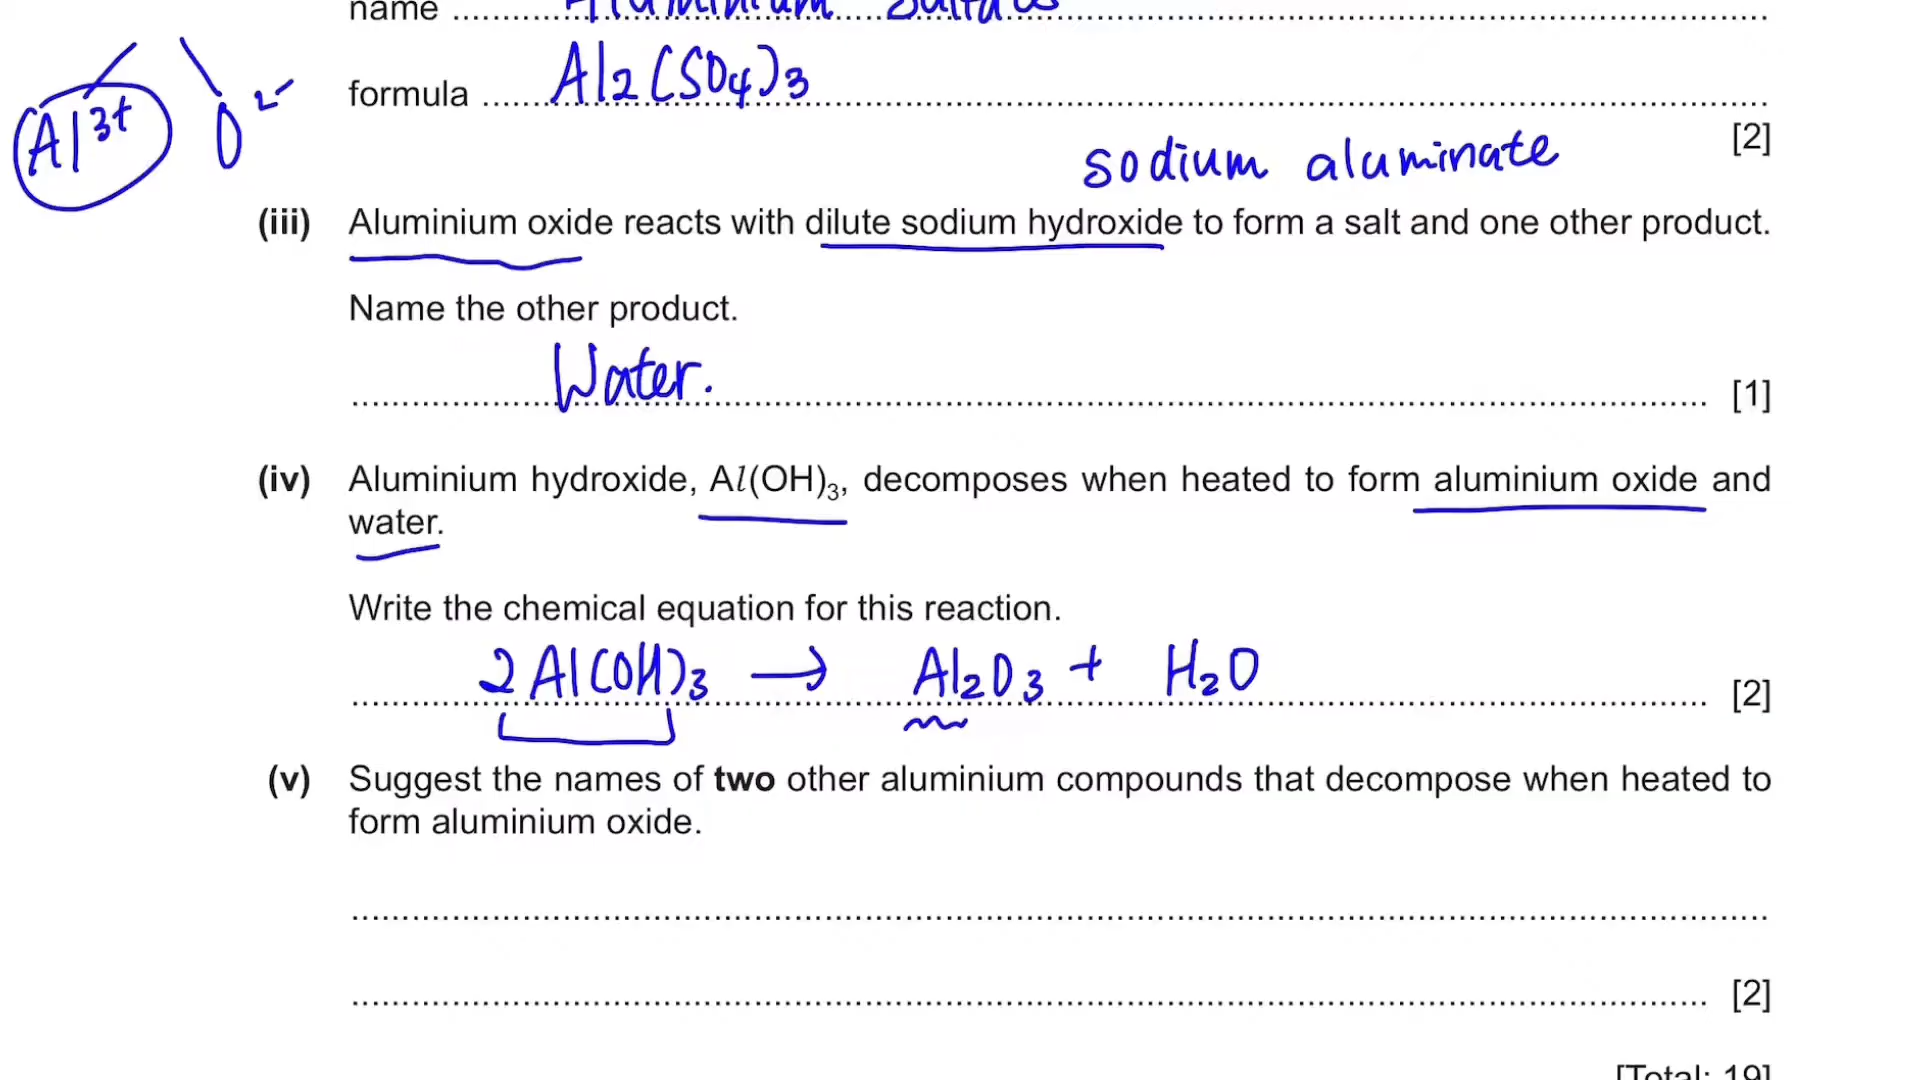 name ........ Aluminium Sulfate
Al3+ O2-
formula ........ Al2(SO4)3
[2]
sodium aluminate
(iii) Aluminium oxide reacts with dilute sodium hydroxide to form a salt and one other product.
Name the other product.
Water. [1]
(iv) Aluminium hydroxide, Al(OH)3, decomposes when heated to form aluminium oxide and
water.
Write the chemical equation for this reaction.
2 Al(OH)3 → Al2O3 + H2O [2]
(v) Suggest the names of two other aluminium compounds that decompose when heated to
form aluminium oxide.
[2]
[Total: 19]